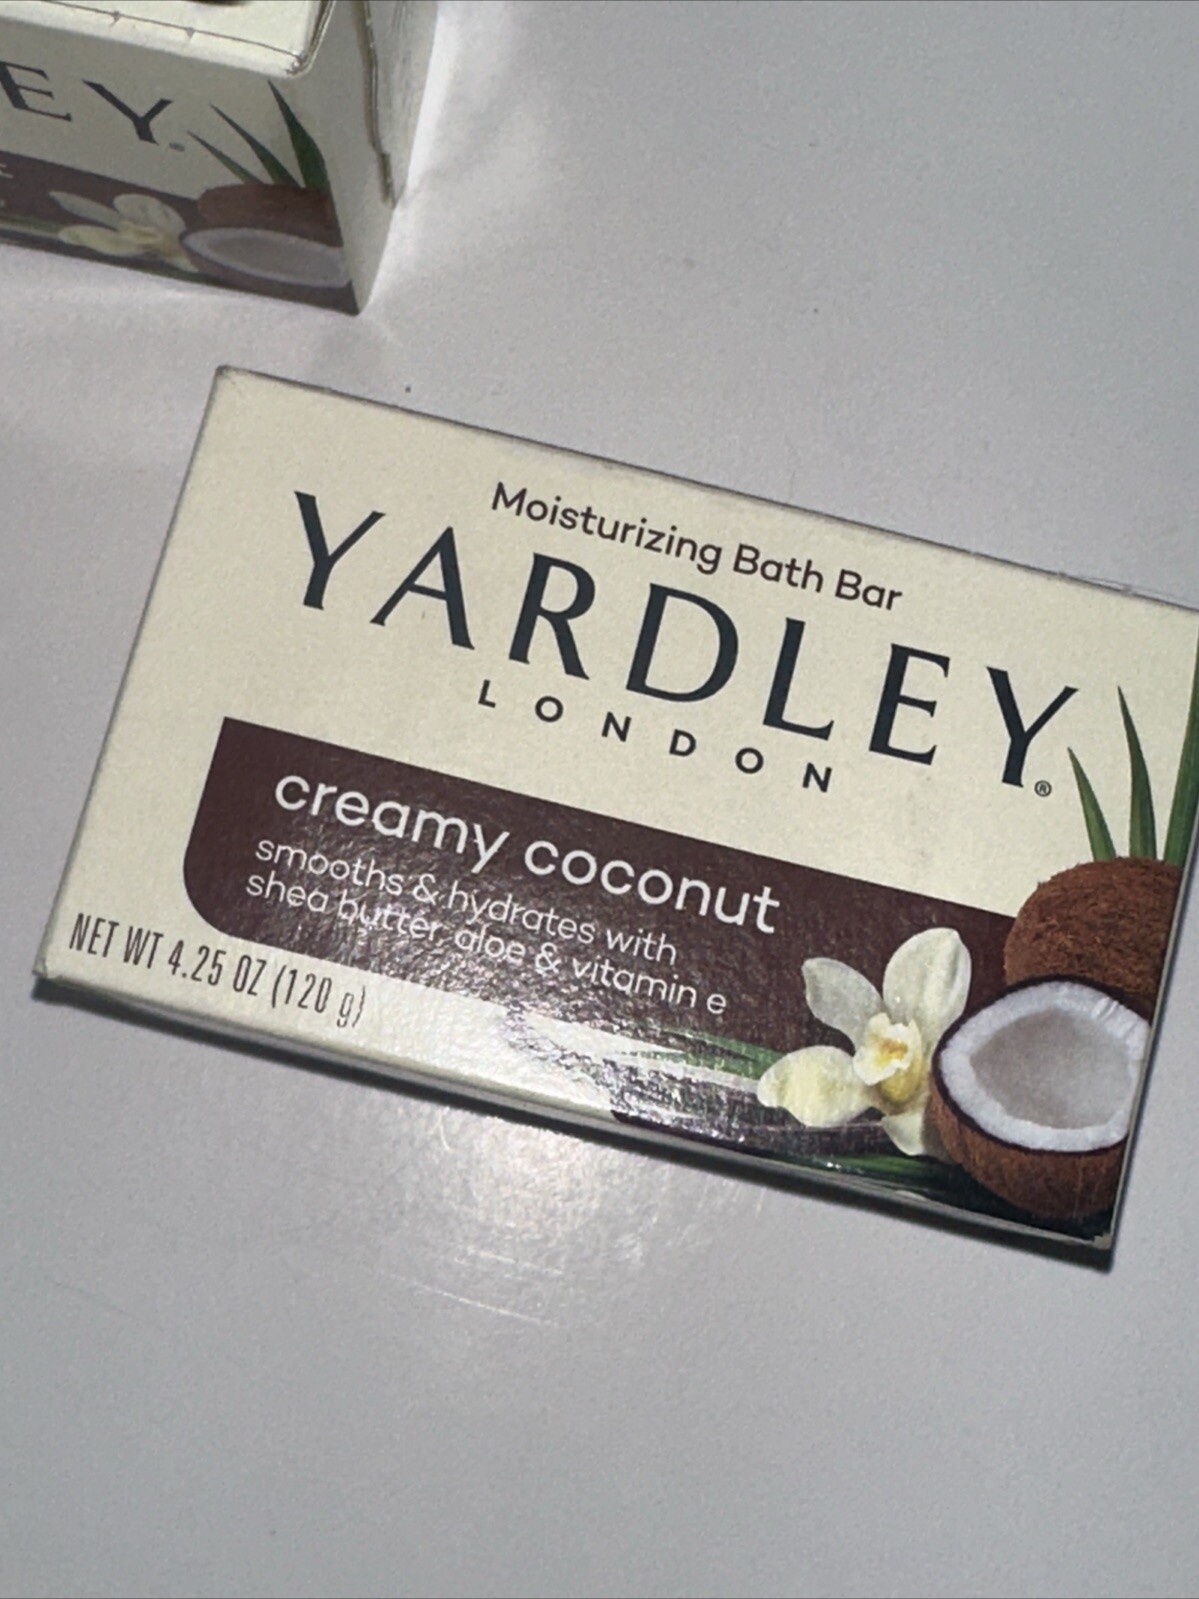 EY
Moisturizing Bath Bar
YARDLEY®
LONDON
creamy coconut
smooths & hydrates with
shea butter, aloe & vitamin e
NET WT 4.25 OZ (120 g)